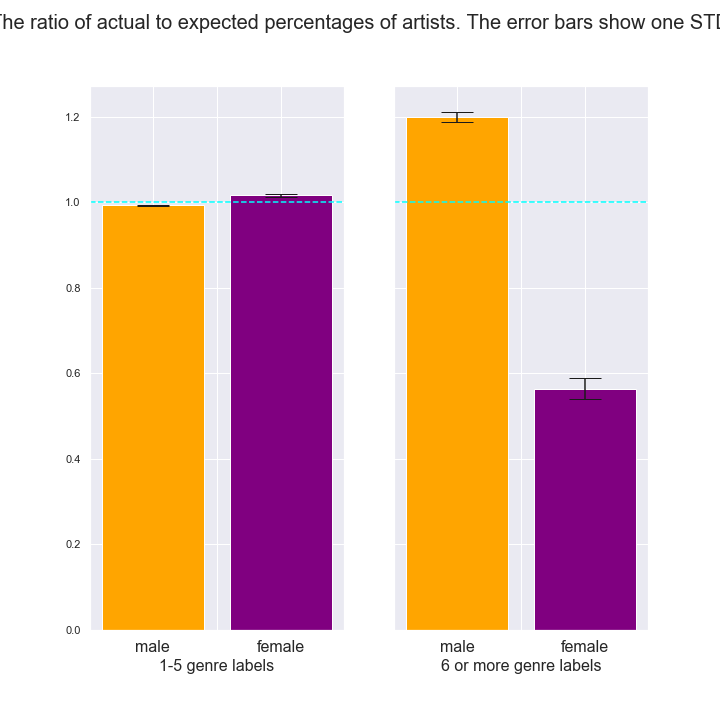 The ratio of actual to expected percentages of artists. The error bars show one STD
1.2
1.0
0.8
0.6
0.4
0.2
0.0
male female
1-5 genre labels
male female
6 or more genre labels